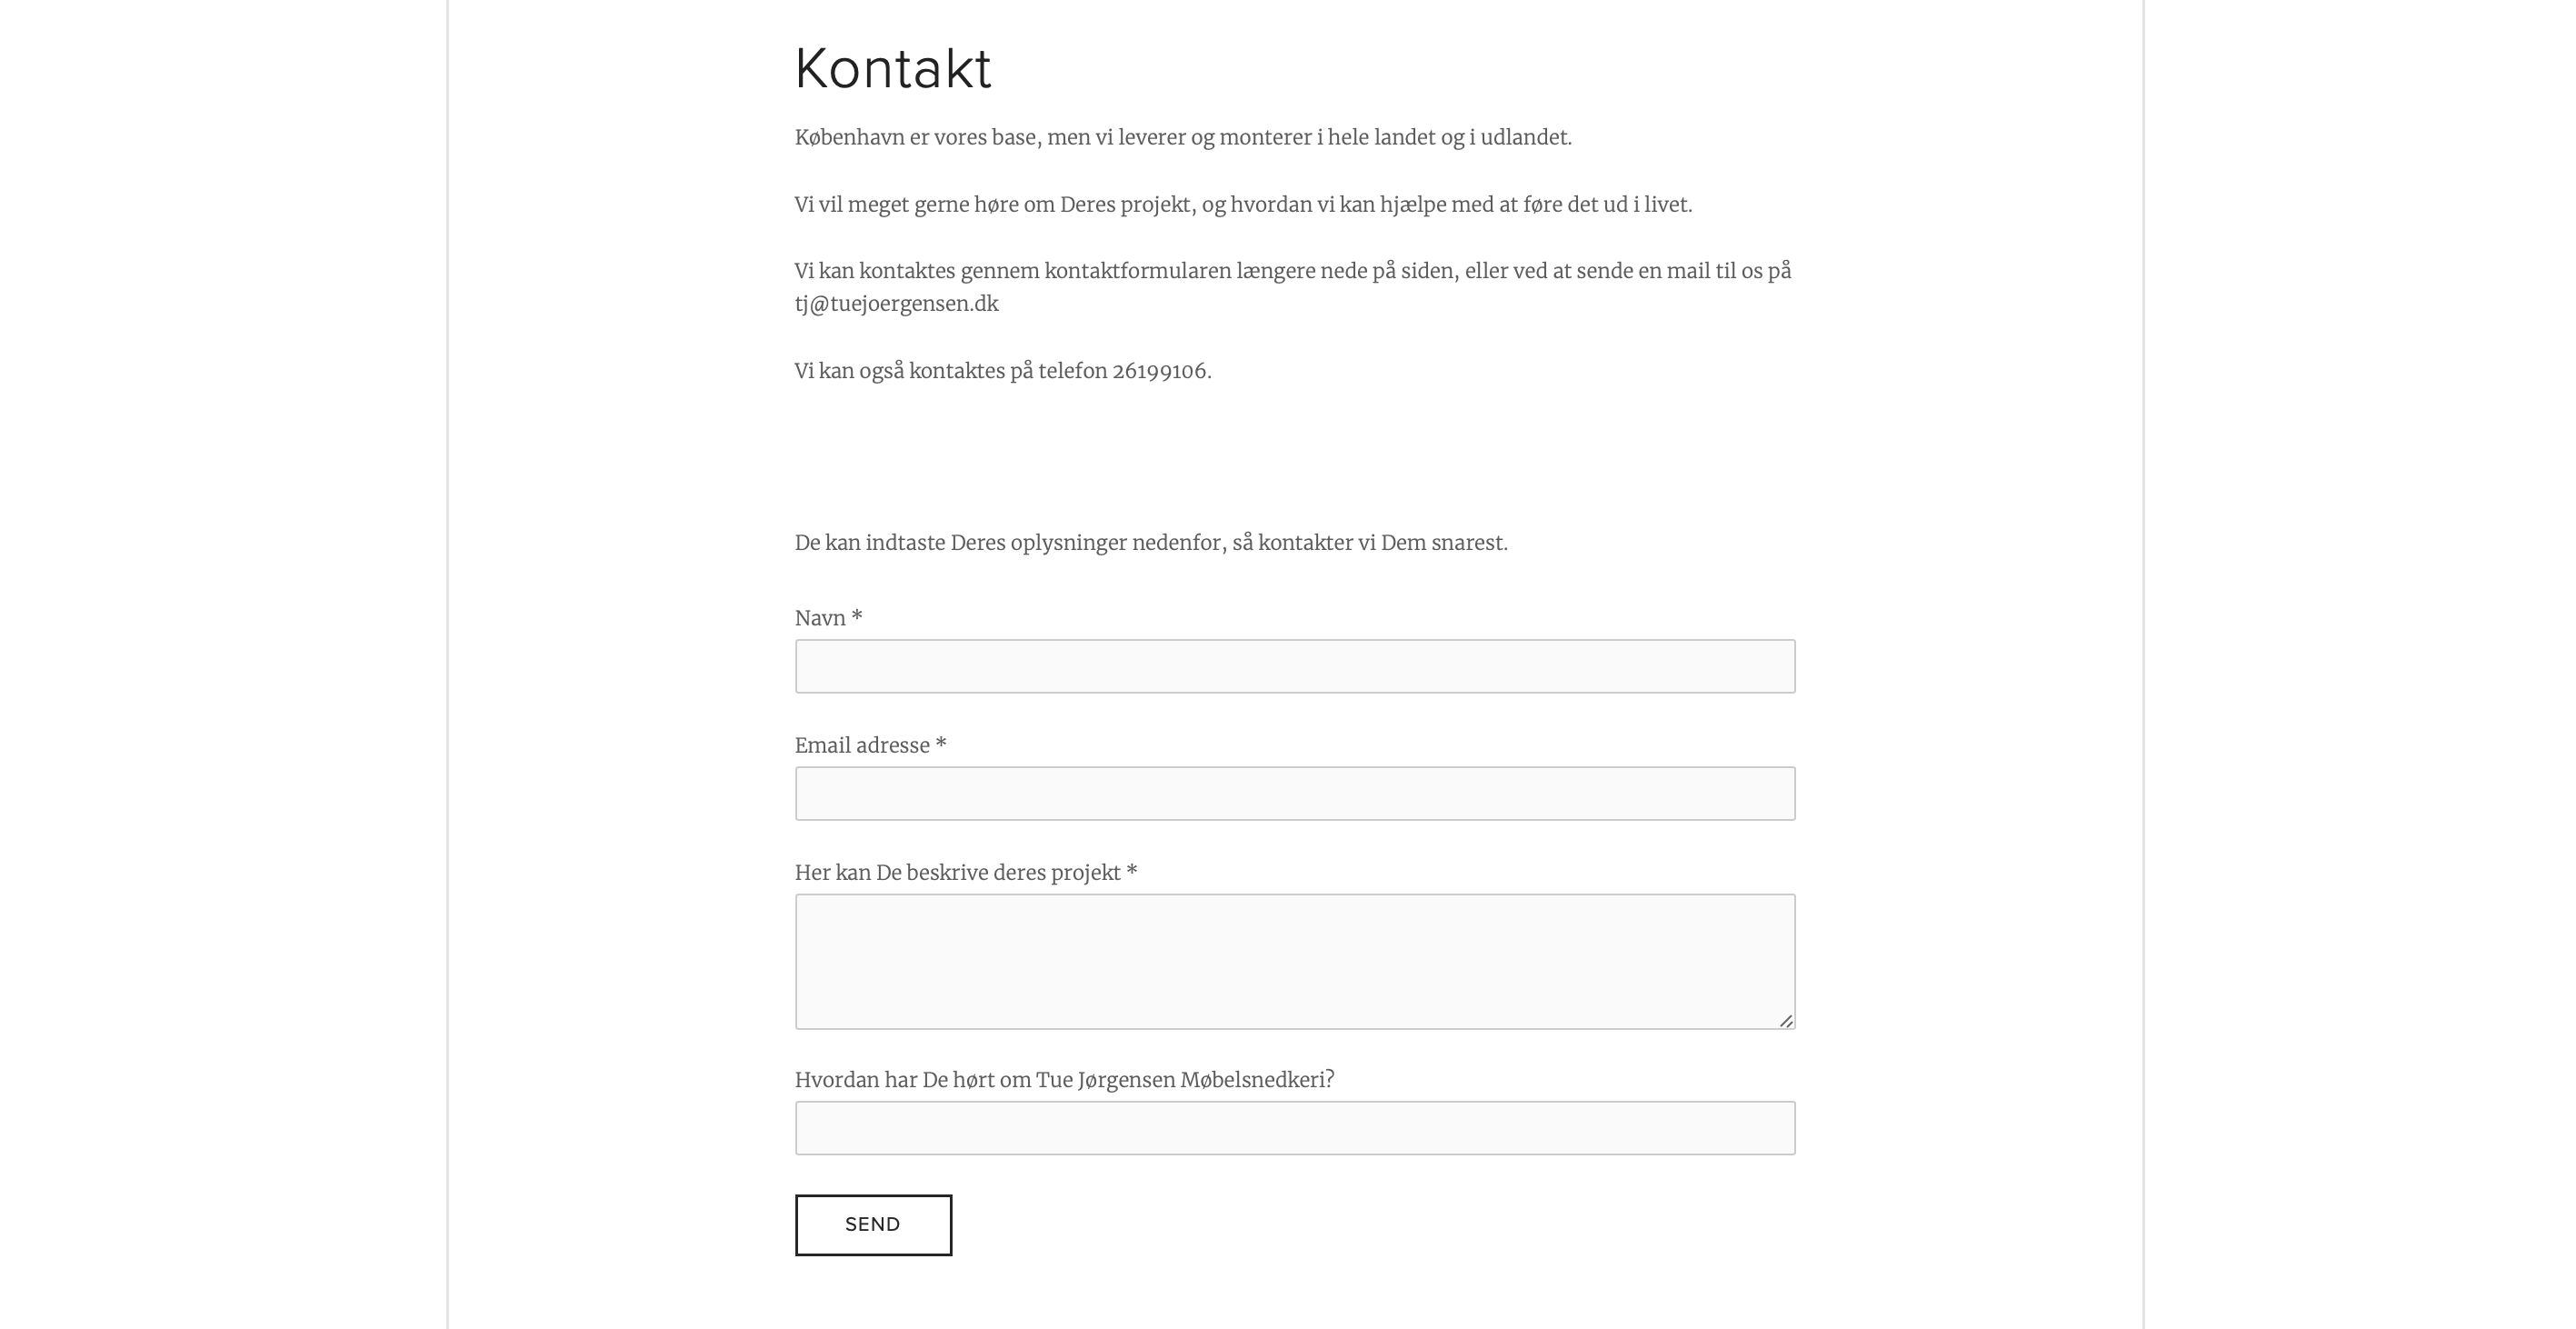 Kontakt
København er vores base, men vi leverer og monterer i hele landet og i udlandet.
Vi vil meget gerne høre om Deres projekt, og hvordan vi kan hjælpe med at føre det ud i livet.
Vi kan kontaktes gennem kontaktformularen længere nede på siden, eller ved at sende en mail til os på
tj@tuejoergensen.dk
Vi kan også kontaktes på telefon 26199106.
De kan indtaste Deres oplysninger nedenfor, så kontakter vi Dem snarest.
Navn *
Email adresse *
Her kan De beskrive deres projekt *
Hvordan har De hørt om Tue Jørgensen Møbelsnedkeri?
SEND